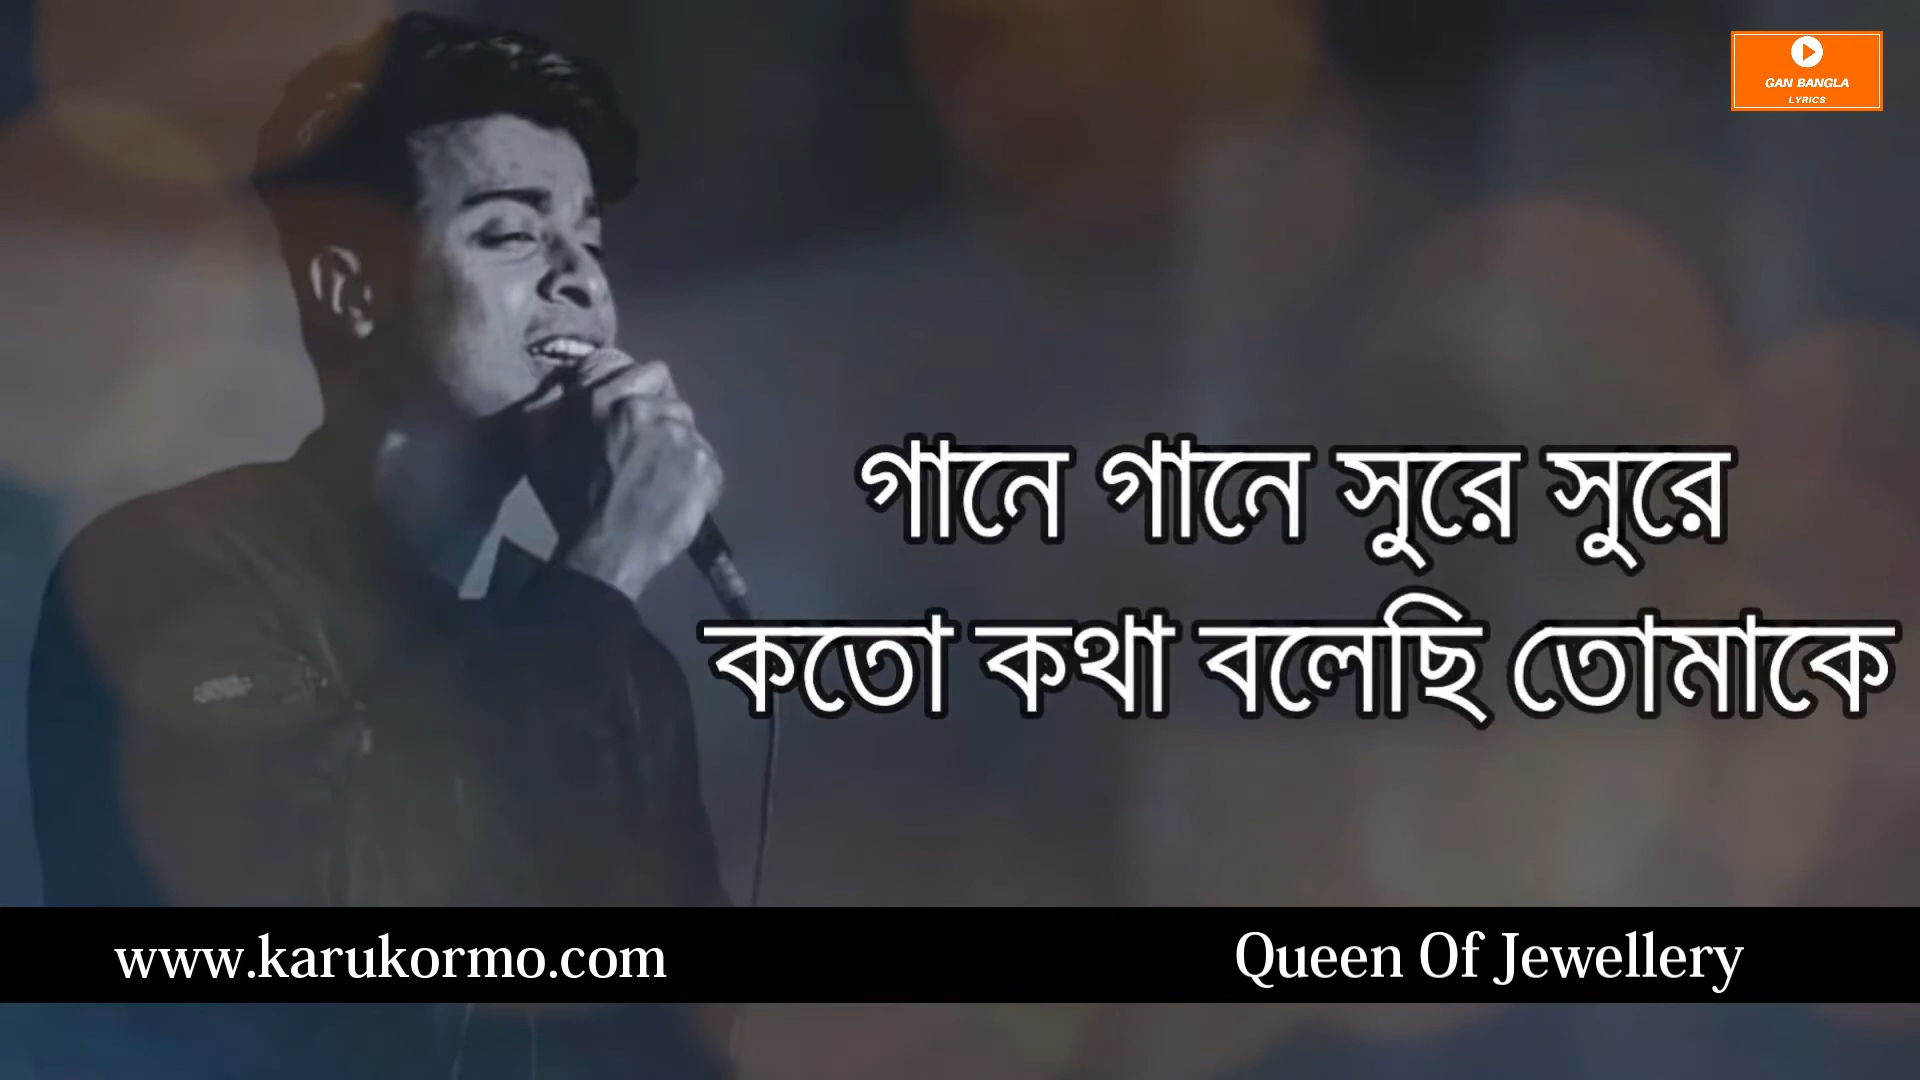 GAN BANGLA
LYRICS
গানে গানে সুরে সুরে
কতো কথা বলেছি তোমাকে
www.karukormo.com
Queen Of Jewellery